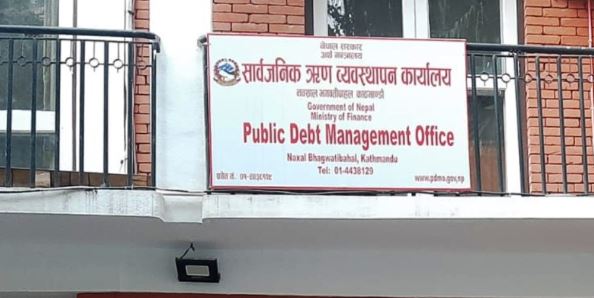 नेपाल सरकार
अर्थ मन्त्रालय
सार्वजनिक ऋण व्यवस्थापन कार्यालय
नक्साल भगवतीबहाल, काठमाण्डौ
Government of Nepal
Ministry of Finance
Public Debt Management Office
Naxal Bhagwatibahal, Kathmandu
Tel: 01-4438129
www.pdmo.gov.np